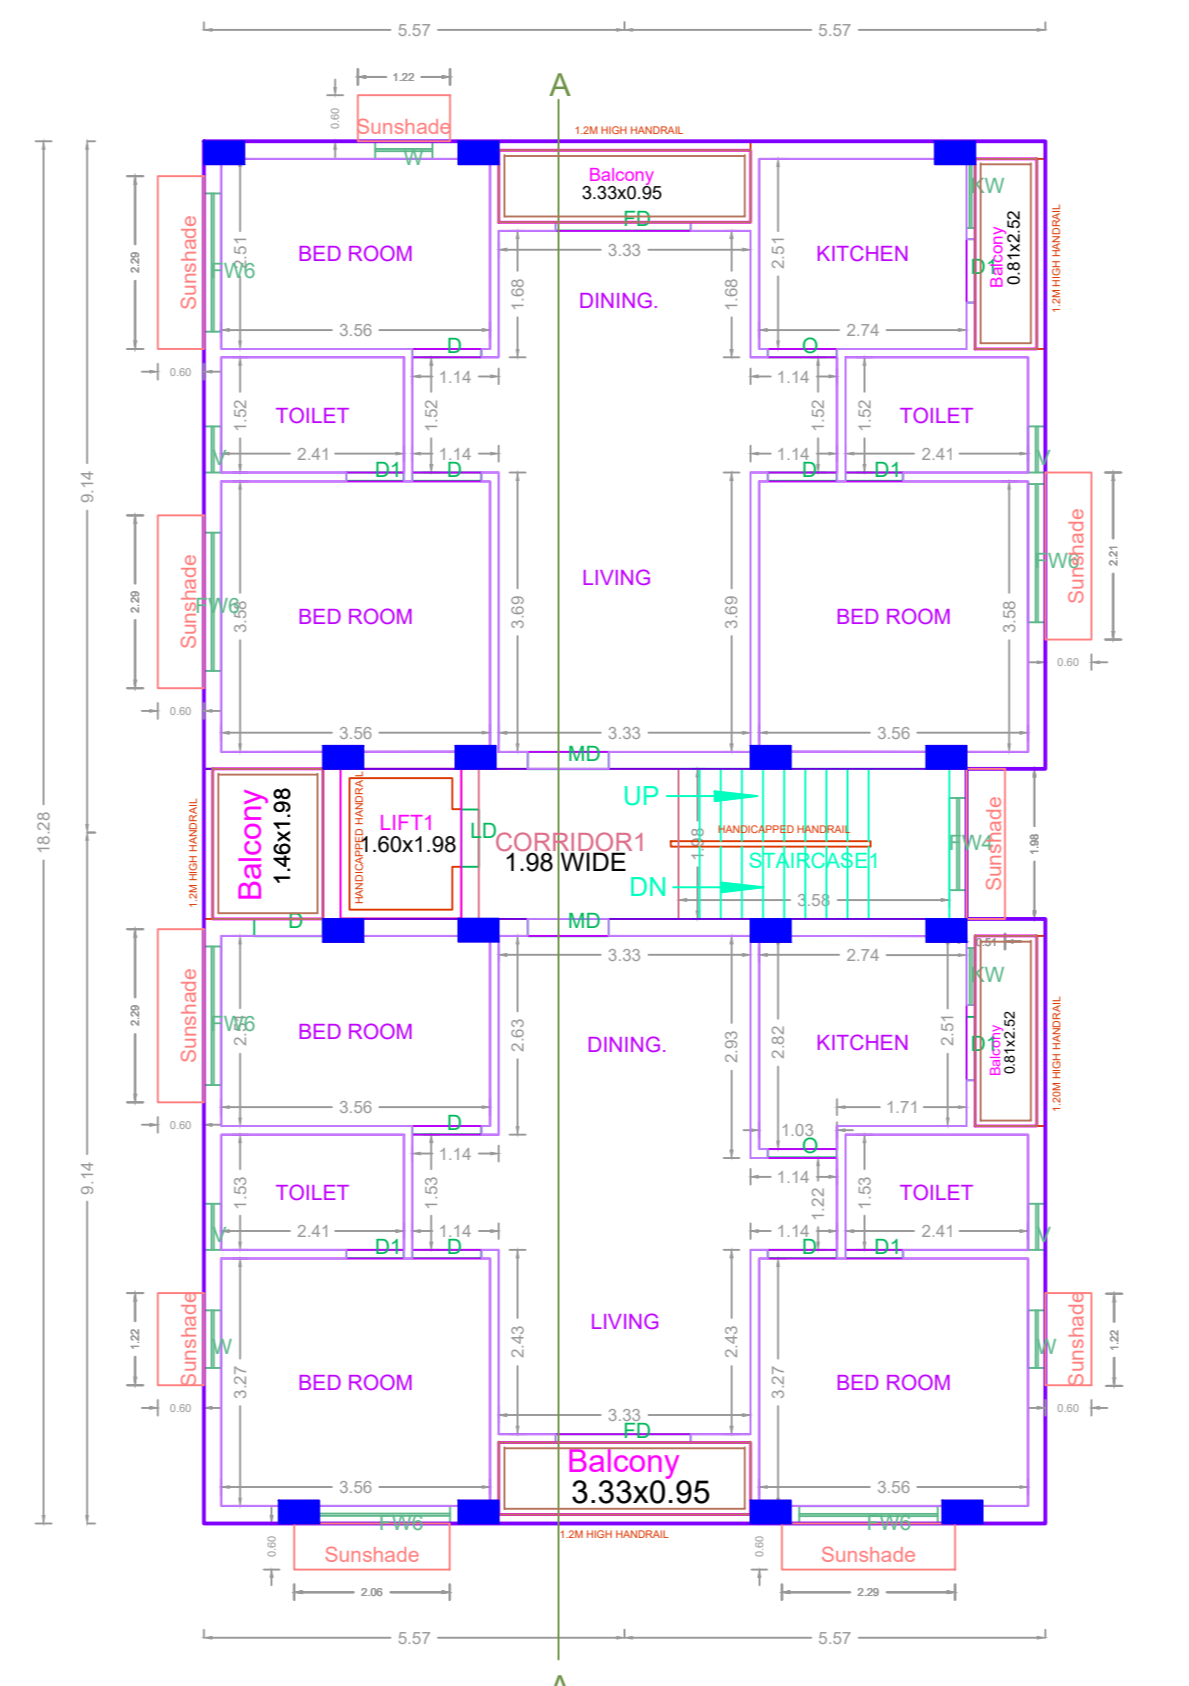 5.57
5.57
A
1.22
0.60
Sunshade
W
1.2M HIGH HANDRAIL
Balcony
3.33x0.95
FD
KW
2.29
Sunshade
2.51
FW6
BED ROOM
3.33
2.51
KITCHEN
D1
Balcony
0.81x2.52
1.2M HIGH HANDRAIL
1.68
DINING.
1.68
3.56
2.74
D
O
0.60
1.14
1.14
1.52
TOILET
1.52
1.52
1.52
TOILET
2.41
1.14
1.14
2.41
V
D1
D
D
D1
V
9.14
2.29
Sunshade
FW6
3.58
BED ROOM
3.69
LIVING
3.69
BED ROOM
3.58
FW6
Sunshade
2.21
0.60
0.60
3.56
3.33
3.56
MD
18.28
1.2M HIGH HANDRAIL
Balcony
1.46x1.98
HANDICAPPED HANDRAIL
LIFT1
1.60x1.98
LD
CORRIDOR1
1.98 WIDE
UP
1.98
HANDICAPPED HANDRAIL
STAIRCASE1
DN
3.58
FW4
Sunshade
1.98
D
MD
0.51
2.29
Sunshade
FW6
BED ROOM
3.33
2.74
KW
2.63
DINING.
2.93
2.82
KITCHEN
2.51
D1
Balcony
0.81x2.52
1.20M HIGH HANDRAIL
3.56
1.71
0.60
D
1.03
O
1.14
1.14
1.53
TOILET
1.53
1.22
1.53
TOILET
2.41
1.14
1.14
2.41
V
D1
D
D
D1
V
9.14
1.22
Sunshade
W
3.27
BED ROOM
2.43
LIVING
2.43
3.27
BED ROOM
W
Sunshade
1.22
0.60
0.60
3.33
FD
Balcony
3.33x0.95
3.56
3.56
FW6
FW6
1.2M HIGH HANDRAIL
0.60
Sunshade
0.60
Sunshade
2.06
2.29
5.57
5.57
A